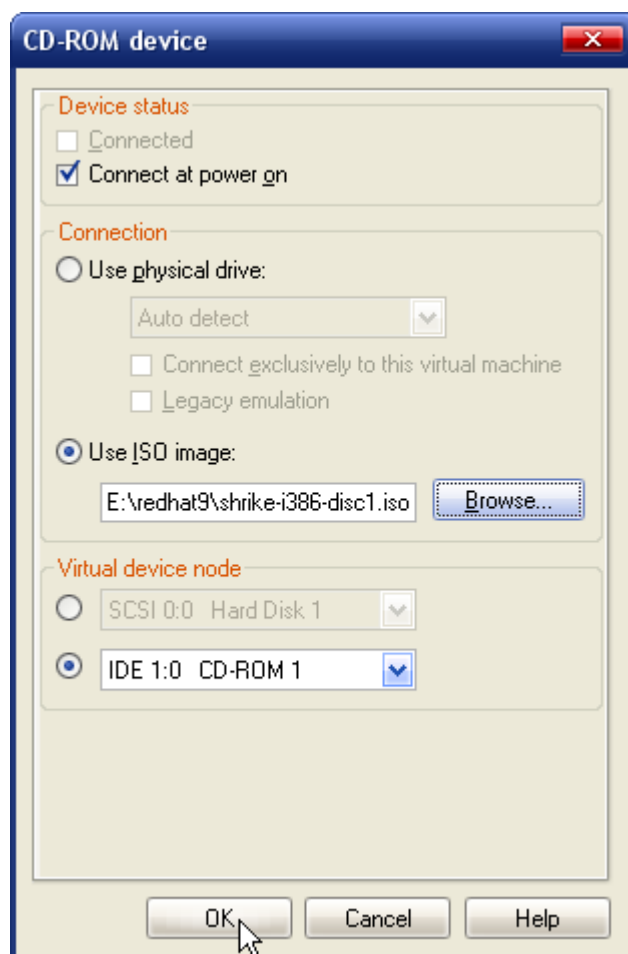 CD-ROM device
Device status
Connected
Connect at power on
Connection
Use physical drive:
Auto detect
Connect exclusively to this virtual machine
Legacy emulation
Use ISO image:
E:\redhat9\shrike-i386-disc1.iso Browse...
Virtual device node
SCSI 0:0 Hard Disk 1
IDE 1:0 CD-ROM 1
OK Cancel Help